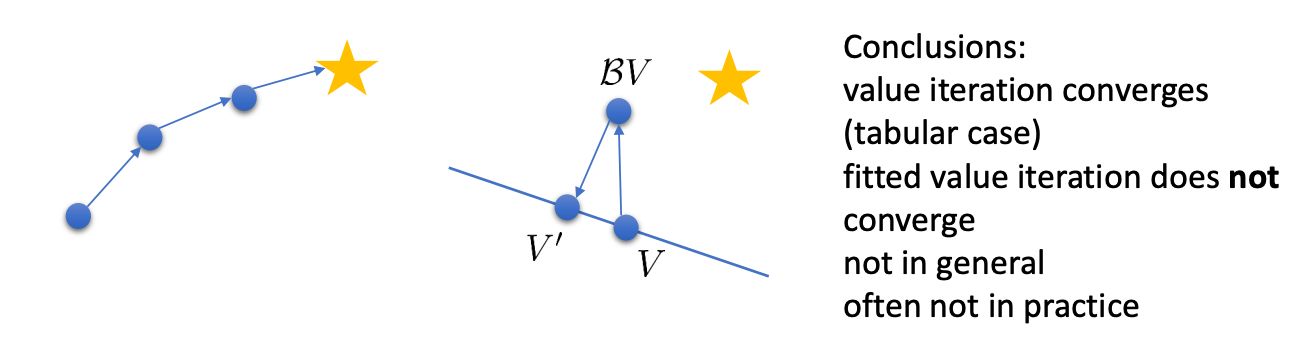 ℬV
V′
V
Conclusions:
value iteration converges
(tabular case)
fitted value iteration does not
converge
not in general
often not in practice